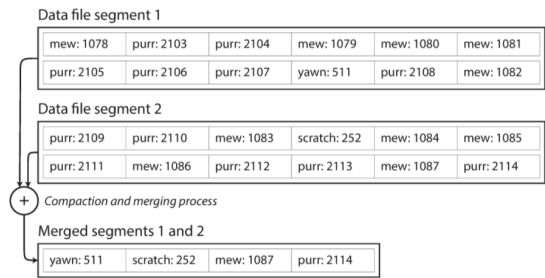 Data file segment 1
mew: 1078 purr: 2103 purr: 2104 mew: 1079 mew: 1080 mew: 1081
purr: 2105 purr: 2106 purr: 2107 yawn: 511 purr: 2108 mew: 1082
Data file segment 2
purr: 2109 purr: 2110 mew: 1083 scratch: 252 mew: 1084 mew: 1085
purr: 2111 mew: 1086 purr: 2112 purr: 2113 mew: 1087 purr: 2114
+ Compaction and merging process
Merged segments 1 and 2
yawn: 511 scratch: 252 mew: 1087 purr: 2114